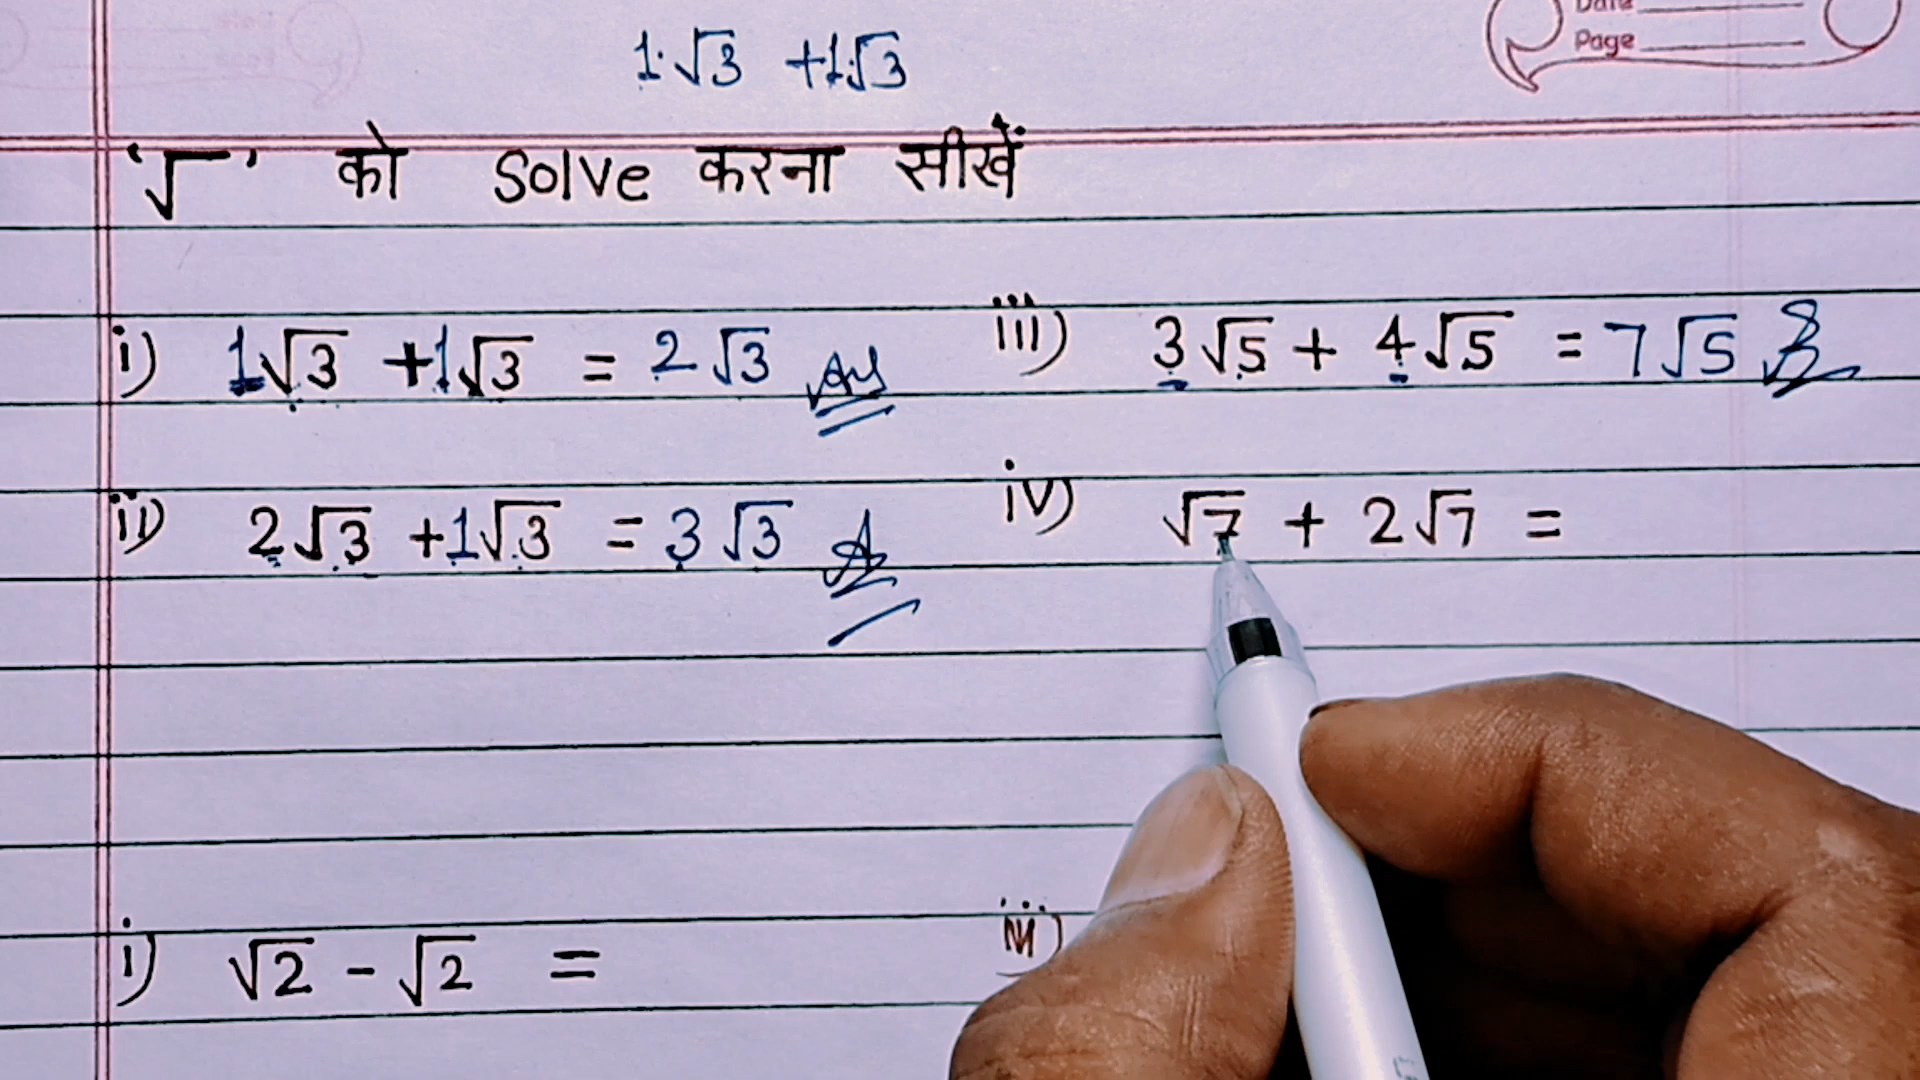 Date
Page
1·√3 +1·√3
'√‾' को Solve करना सीखें
i) 1√3 + 1√3 = 2√3 Ans
iii) 3√5 + 4√5 = 7√5
ii) 2√3 + 1√3 = 3√3 A
iv) √7 + 2√7 =
i) √2 - √2 =
iii)